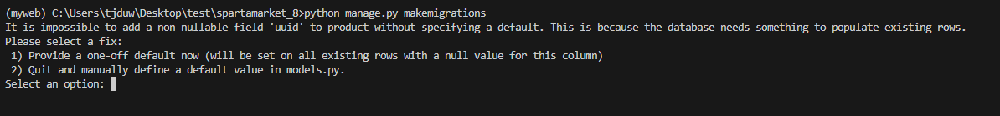 (myweb) C:\Users\tjduw\Desktop\test\spartamarket_8>python manage.py makemigrations
It is impossible to add a non-nullable field 'uuid' to product without specifying a default. This is because the database needs something to populate existing rows.
Please select a fix:
 1) Provide a one-off default now (will be set on all existing rows with a null value for this column)
 2) Quit and manually define a default value in models.py.
Select an option: